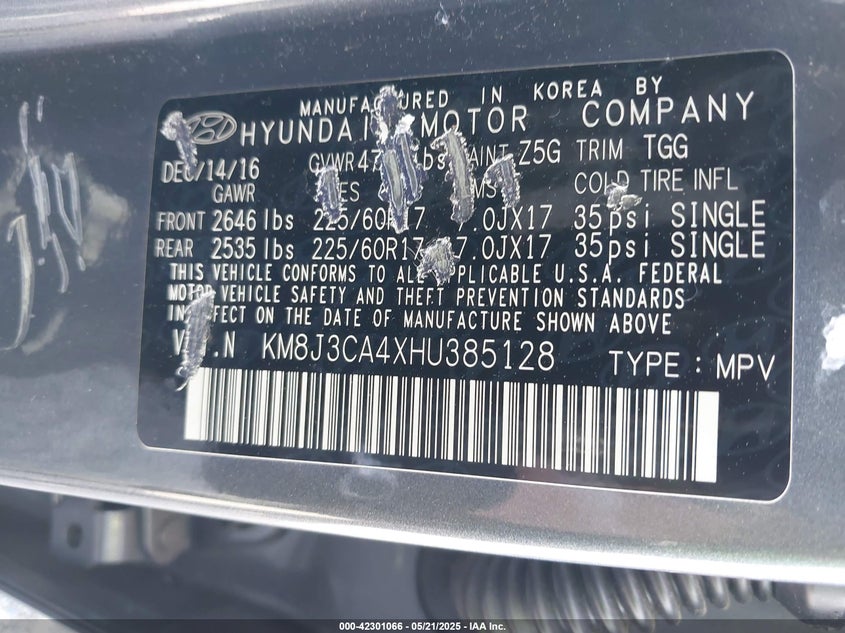 MANUFACTURED IN KOREA BY
HYUNDAI MOTOR COMPANY
DEC/14/16 GVWR 47 lbs PAINT Z5G TRIM TGG
GAWR COLD TIRE INFL
FRONT 2646 lbs 225/60R17 7.0JX17 35psi SINGLE
REAR 2535 lbs 225/60R17 7.0JX17 35psi SINGLE
THIS VEHICLE CONFORMS TO ALL APPLICABLE U.S.A. FEDERAL
MOTOR VEHICLE SAFETY AND THEFT PREVENTION STANDARDS
IN EFFECT ON THE DATE OF MANUFACTURE SHOWN ABOVE
V.I.N KM8J3CA4XHU385128 TYPE : MPV
000-42301066 - 05/21/2025 - IAA Inc.